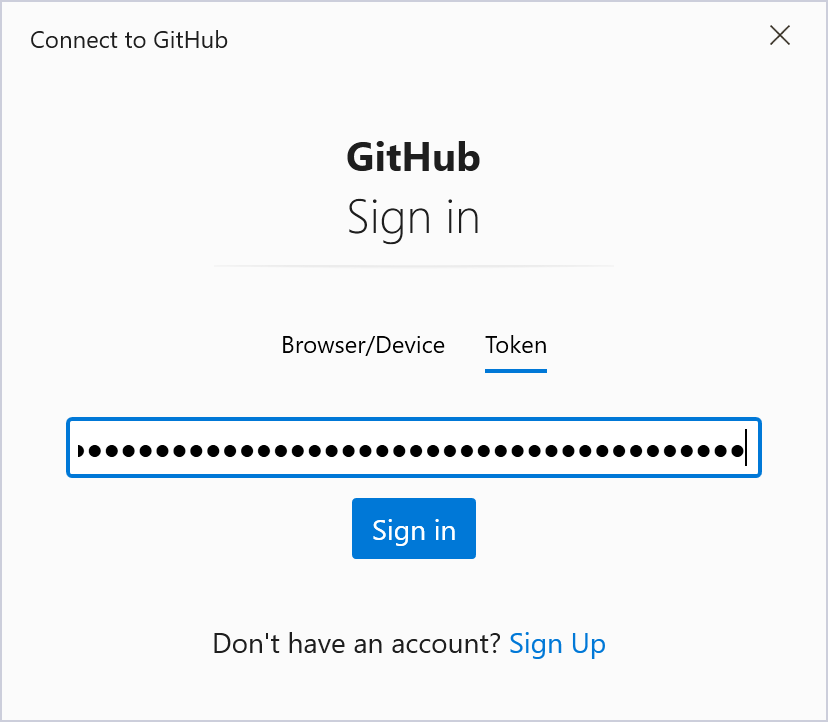 Connect to GitHub
GitHub
Sign in
Browser/Device Token
Sign in
Don't have an account? Sign Up